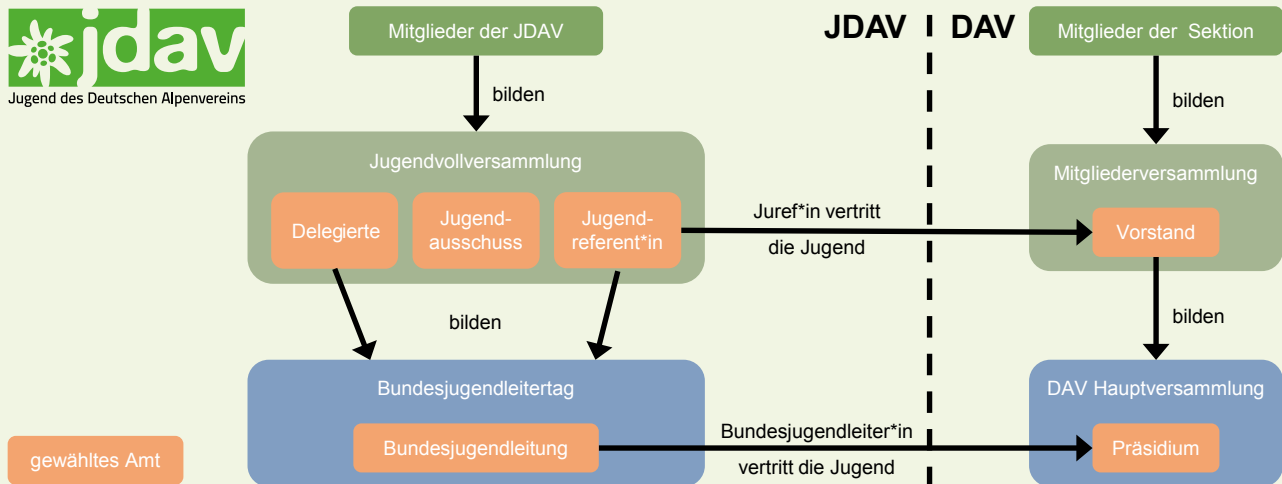 jdav
Jugend des Deutschen Alpenvereins
Mitglieder der JDAV
JDAV
DAV
Mitglieder der Sektion
bilden
bilden
Jugendvollversammlung
Delegierte
Jugend-
ausschuss
Jugend-
referent*in
Juref*in vertritt
die Jugend
Mitgliederversammlung
Vorstand
bilden
bilden
Bundesjugendleitertag
Bundesjugendleitung
Bundesjugendleiter*in
vertritt die Jugend
DAV Hauptversammlung
Präsidium
gewähltes Amt